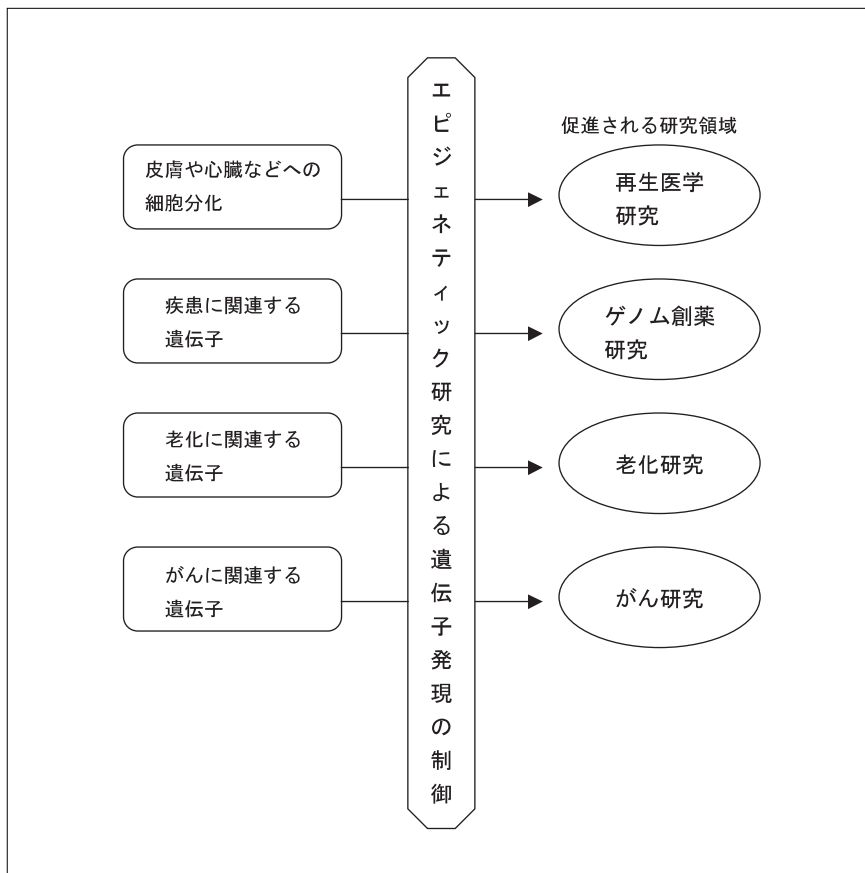 エピジェネティック研究による遺伝子発現の制御
促進される研究領域
皮膚や心臓などへの
細胞分化
再生医学
研究
疾患に関連する
遺伝子
ゲノム創薬
研究
老化に関連する
遺伝子
老化研究
がんに関連する
遺伝子
がん研究